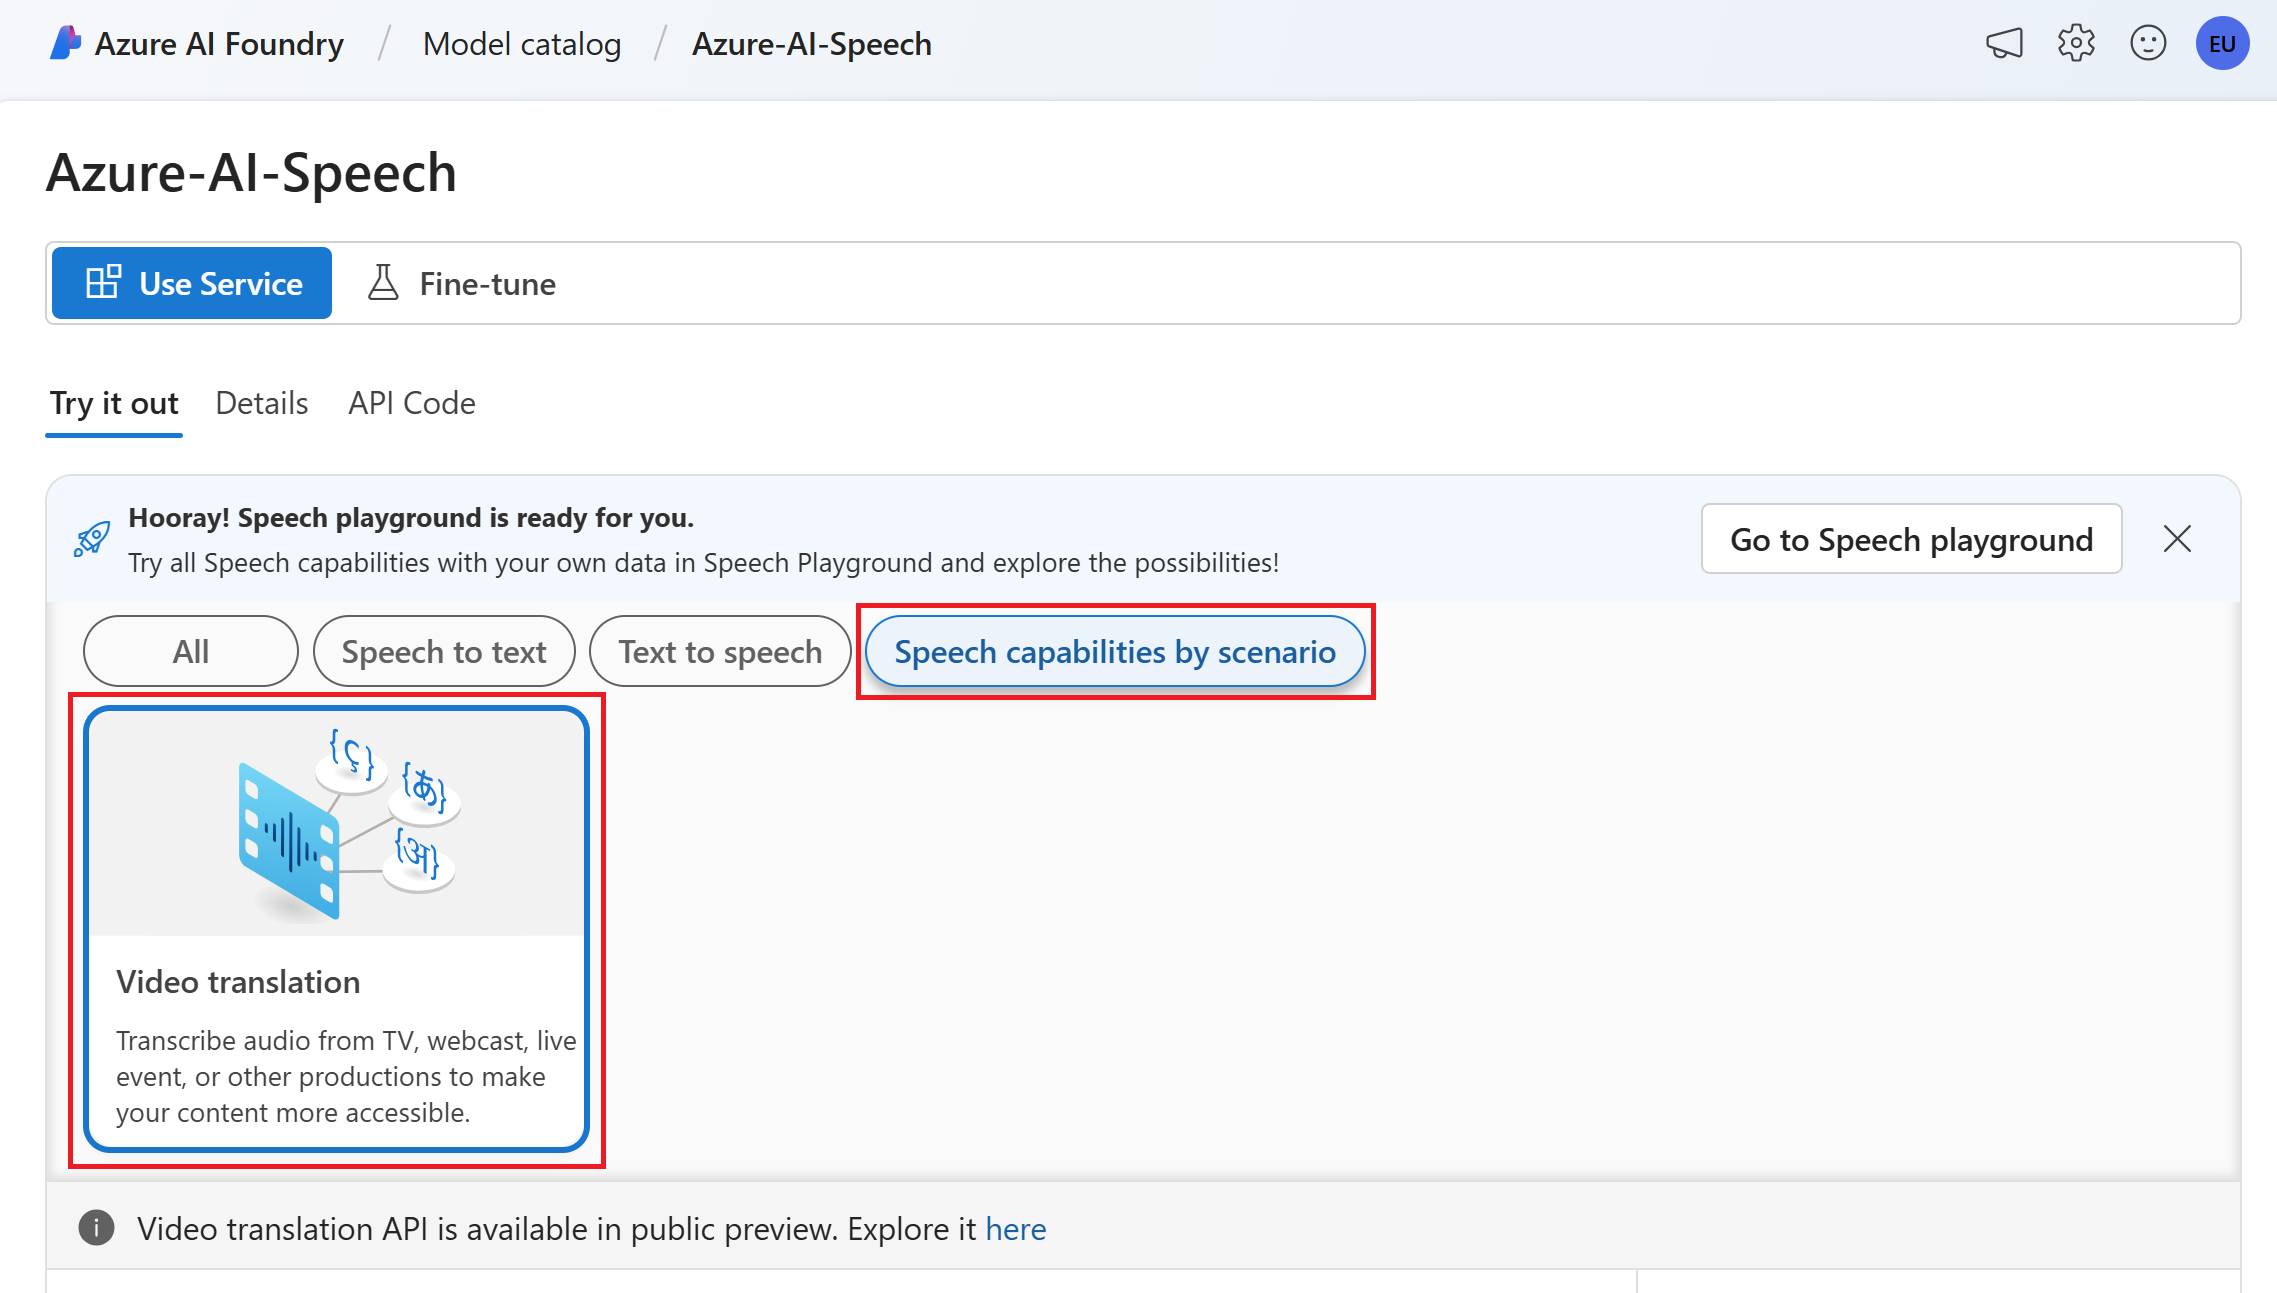 Azure AI Foundry / Model catalog / Azure-AI-Speech
EU
Azure-AI-Speech
Use Service
Fine-tune
Try it out
Details
API Code
Hooray! Speech playground is ready for you.
Try all Speech capabilities with your own data in Speech Playground and explore the possibilities!
Go to Speech playground
All
Speech to text
Text to speech
Speech capabilities by scenario
{ç}
{あ}
{अ}
Video translation
Transcribe audio from TV, webcast, live
event, or other productions to make
your content more accessible.
Video translation API is available in public preview. Explore it here